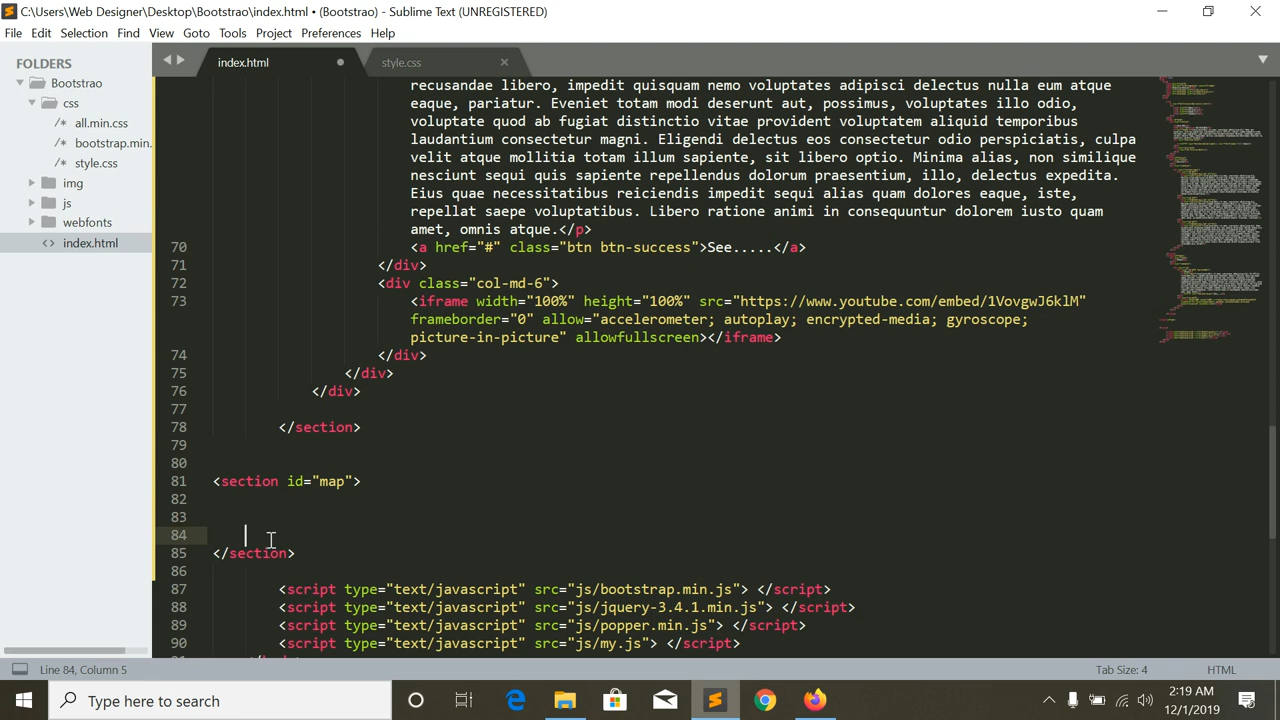 C:\Users\Web Designer\Desktop\Bootstrao\index.html • (Bootstrao) - Sublime Text (UNREGISTERED)
File Edit Selection Find View Goto Tools Project Preferences Help
FOLDERS
Bootstrao
css
all.min.css
bootstrap.min.
style.css
img
js
webfonts
index.html
index.html
style.css
recusandae libero, impedit quisquam nemo voluptates adipisci delectus nulla eum atque
eaque, pariatur. Eveniet totam modi deserunt aut, possimus, voluptates illo odio,
voluptate quod ab fugiat distinctio vitae provident voluptatem aliquid temporibus
laudantium consectetur magni. Eligendi delectus eos consectetur odio perspiciatis, culpa
velit atque mollitia totam illum sapiente, sit libero optio. Minima alias, non similique
nesciunt sequi quis sapiente repellendus dolorum praesentium, illo, delectus expedita.
Eius quae necessitatibus reiciendis impedit sequi alias quam dolores eaque, iste,
repellat saepe voluptatibus. Libero ratione animi in consequuntur dolorem iusto quam
amet, omnis atque.</p>
70 <a href="#" class="btn btn-success">See.....</a>
71 </div>
72 <div class="col-md-6">
73 <iframe width="100%" height="100%" src="https://www.youtube.com/embed/1VovgwJ6klM"
frameborder="0" allow="accelerometer; autoplay; encrypted-media; gyroscope;
picture-in-picture" allowfullscreen></iframe>
74 </div>
75 </div>
76 </div>
77
78 </section>
79
80
81 <section id="map">
82
83
84
85 </section>
86
87 <script type="text/javascript" src="js/bootstrap.min.js"> </script>
88 <script type="text/javascript" src="js/jquery-3.4.1.min.js"> </script>
89 <script type="text/javascript" src="js/popper.min.js"> </script>
90 <script type="text/javascript" src="js/my.js"> </script>
Line 84, Column 5
Tab Size: 4
HTML
Type here to search
2:19 AM
12/1/2019